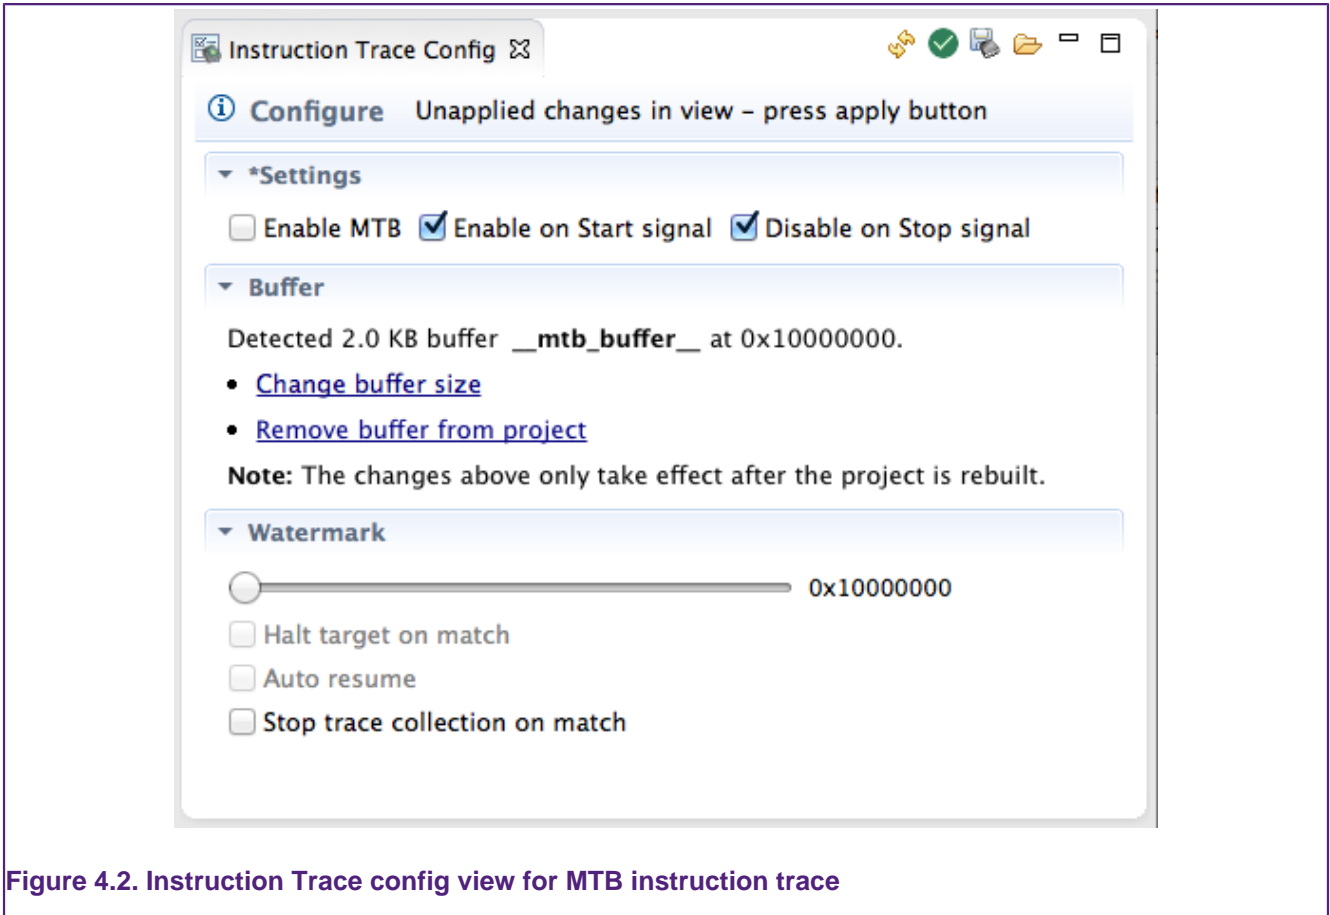 Instruction Trace Config
Configure Unapplied changes in view – press apply button
*Settings
Enable MTB Enable on Start signal Disable on Stop signal
Buffer
Detected 2.0 KB buffer __mtb_buffer__ at 0x10000000.
• Change buffer size
• Remove buffer from project
Note: The changes above only take effect after the project is rebuilt.
Watermark
0x10000000
Halt target on match
Auto resume
Stop trace collection on match
Figure 4.2. Instruction Trace config view for MTB instruction trace